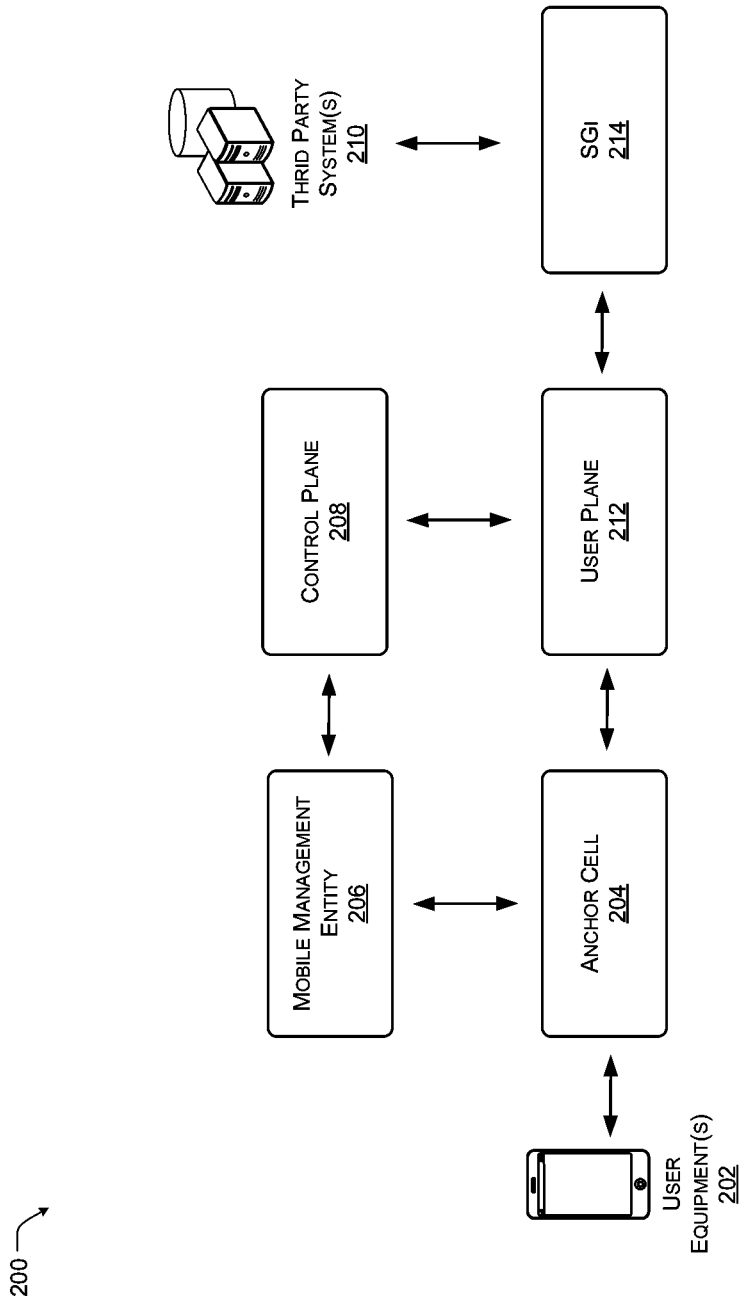 200
THRID PARTY
SYSTEM(S)
210
MOBILE MANAGEMENT
ENTITY
206
CONTROL PLANE
208
USER
EQUIPMENT(S)
202
ANCHOR CELL
204
USER PLANE
212
SGI
214